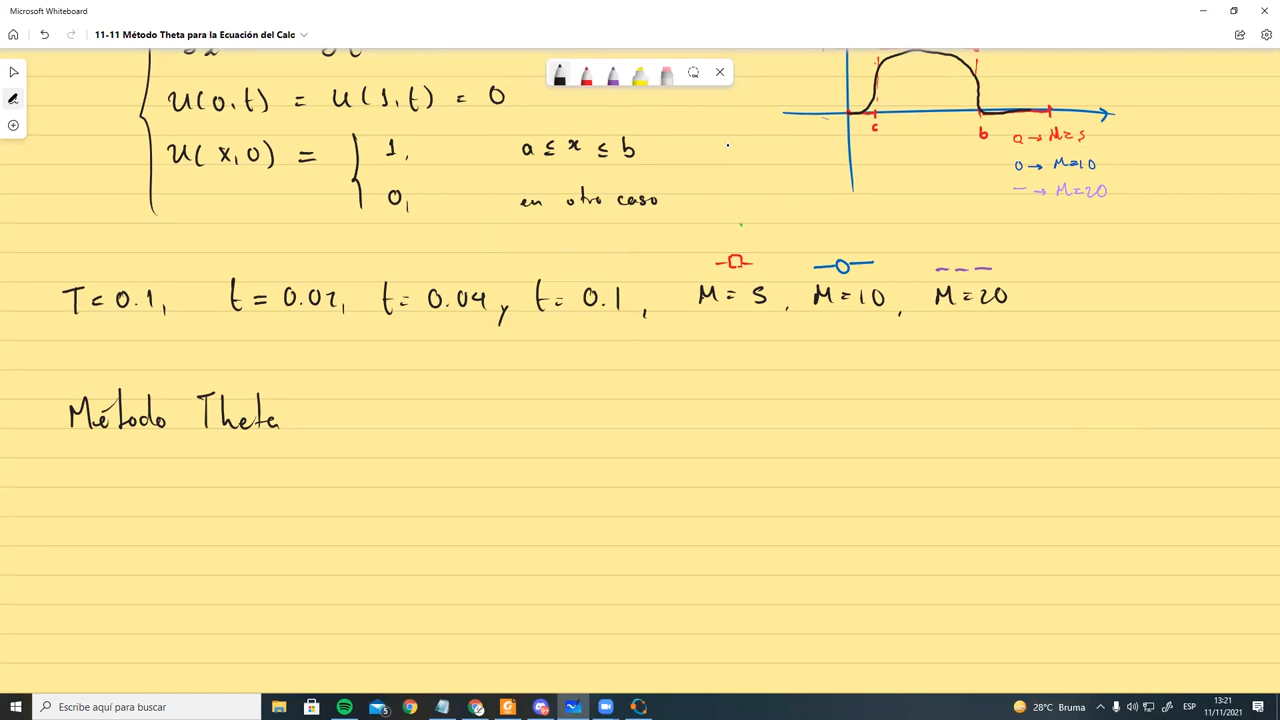 Microsoft Whiteboard
11-11 Método Theta para la Ecuación del Calo
u(0,t) = u(1,t) = 0
u(x,0) = { 1, a ≤ x ≤ b
0, en otro caso
c b
□ → M=5
o → M=10
– → M=20
T=0.1, t=0.02, t=0.04 y t=0.1, M=5, M=10, M=20
Método Theta
Escribe aquí para buscar
5
28°C Bruma
ESP
13:21
11/11/2021